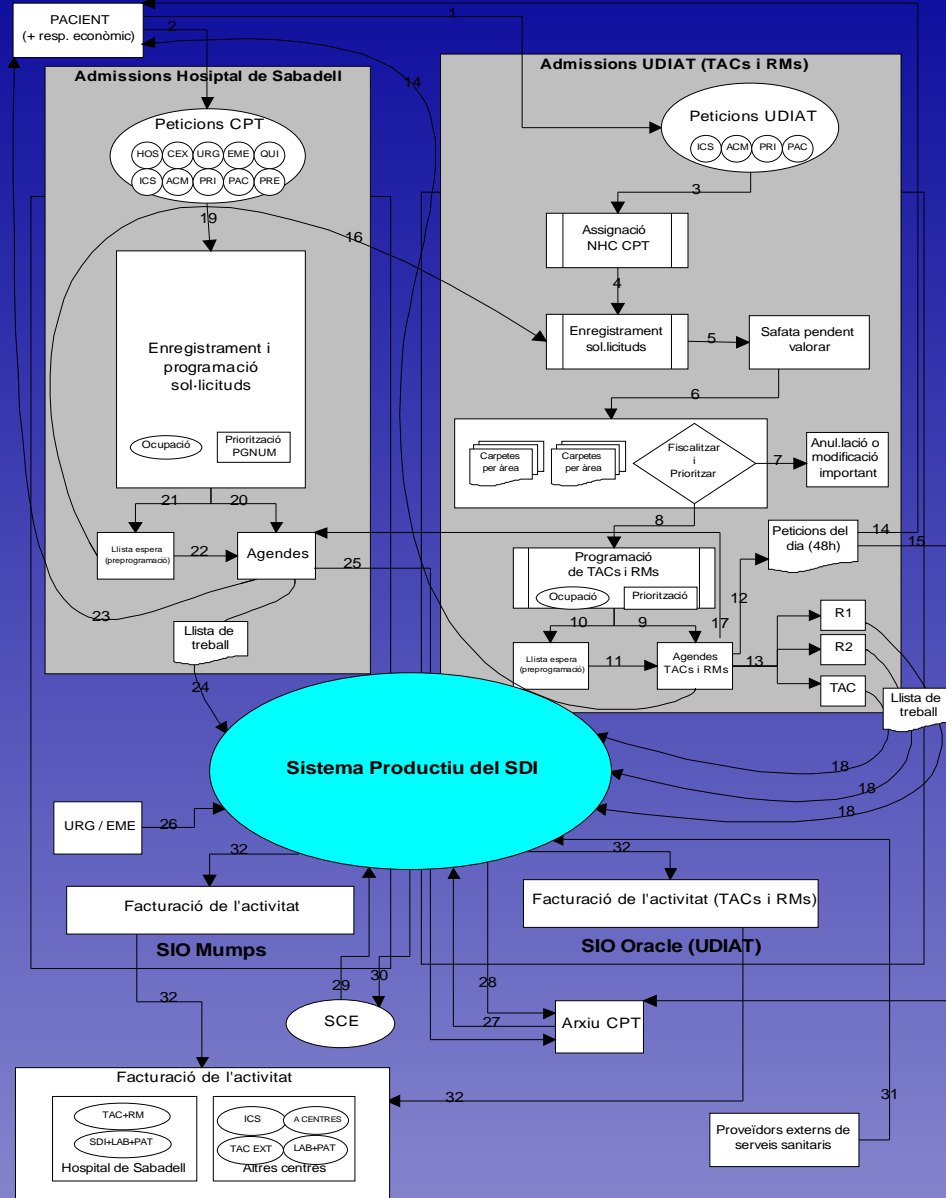 PACIENT
(+ resp. econòmic)
1
2
14
Admissions Hosiptal de Sabadell
Peticions CPT
HOS CEX URG EME QUI
ICS ACM PRI PAC PRE
19
16
Enregistrament i
programació
sol·licituds
Ocupació
Priorització
PGNUM
21
20
Llista espera
(preprogramació)
22
Agendes
25
23
Llista de
treball
24
Admissions UDIAT (TACs i RMs)
Peticions UDIAT
ICS ACM PRI PAC
3
Assignació
NHC CPT
4
Enregistrament
sol.licituds
5
Safata pendent
valorar
6
Carpetes
per àrea
Carpetes
per àrea
Fiscalitzar
i
Prioritzar
7
Anul.lació o
modificació
important
8
Programació
de TACs i RMs
Ocupació
Priorització
Peticions del
dia (48h)
14
15
12
17
10
9
Llista espera
(preprogramació)
11
Agendes
TACs i RMs
13
R1
R2
TAC
Llista de
treball
18
18
18
Sistema Productiu del SDI
URG / EME
26
32
32
Facturació de l'activitat
SIO Mumps
Facturació de l'activitat (TACs i RMs)
SIO Oracle (UDIAT)
32
29
30
28
27
SCE
Arxiu CPT
31
32
Facturació de l'activitat
TAC+RM
SDI+LAB+PAT
Hospital de Sabadell
ICS
A CENTRES
TAC EXT
LAB+PAT
Altres centres
Proveïdors externs de
serveis sanitaris